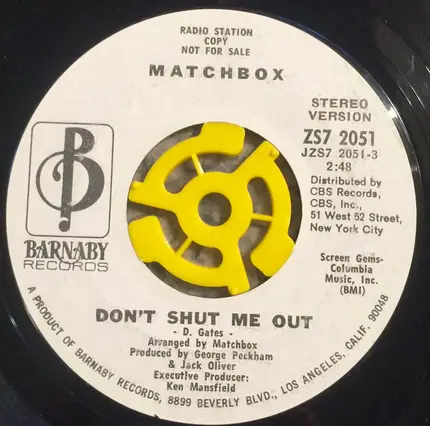 RADIO STATION
COPY
NOT FOR SALE
MATCHBOX
STEREO
VERSION
ZS7 2051
JZS7 2051-3
2:48
Distributed by
CBS Records,
CBS, Inc.,
51 West 52 Street,
New York City
B
BARNABY
RECORDS
Screen Gems-
Columbia
Music, Inc.
(BMI)
DON'T SHUT ME OUT
- D. Gates -
Arranged by Matchbox
Produced by George Peckham
& Jack Oliver
Executive Producer:
Ken Mansfield
A PRODUCT OF BARNABY RECORDS, 8899 BEVERLY BLVD., LOS ANGELES, CALIF. 90048